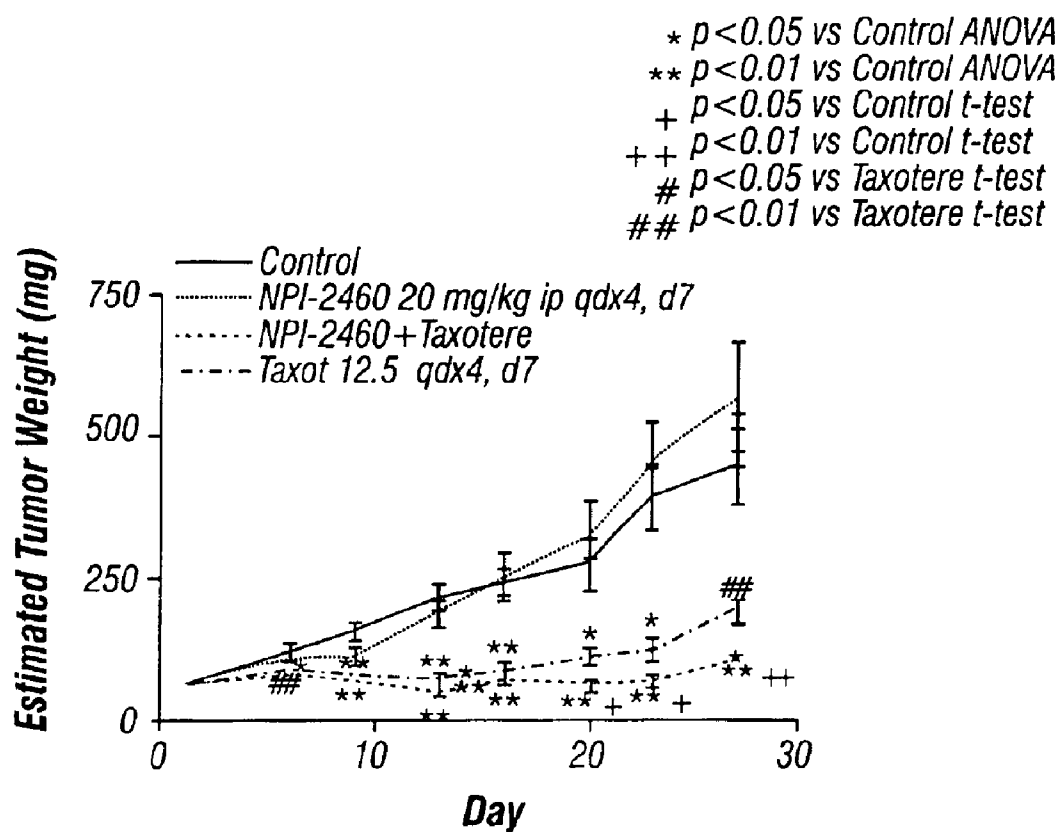 * p<0.05 vs Control ANOVA
** p<0.01 vs Control ANOVA
+ p<0.05 vs Control t-test
++ p<0.01 vs Control t-test
# p<0.05 vs Taxotere t-test
## p<0.01 vs Taxotere t-test
Control
NPI-2460 20 mg/kg ip qdx4, d7
NPI-2460+Taxotere
Taxot 12.5 qdx4, d7
Estimated Tumor Weight (mg)
750
500
250
0
##
* * *
** ** **
##
** ** ** ** ** **
+ + ++
0 10 20 30
Day